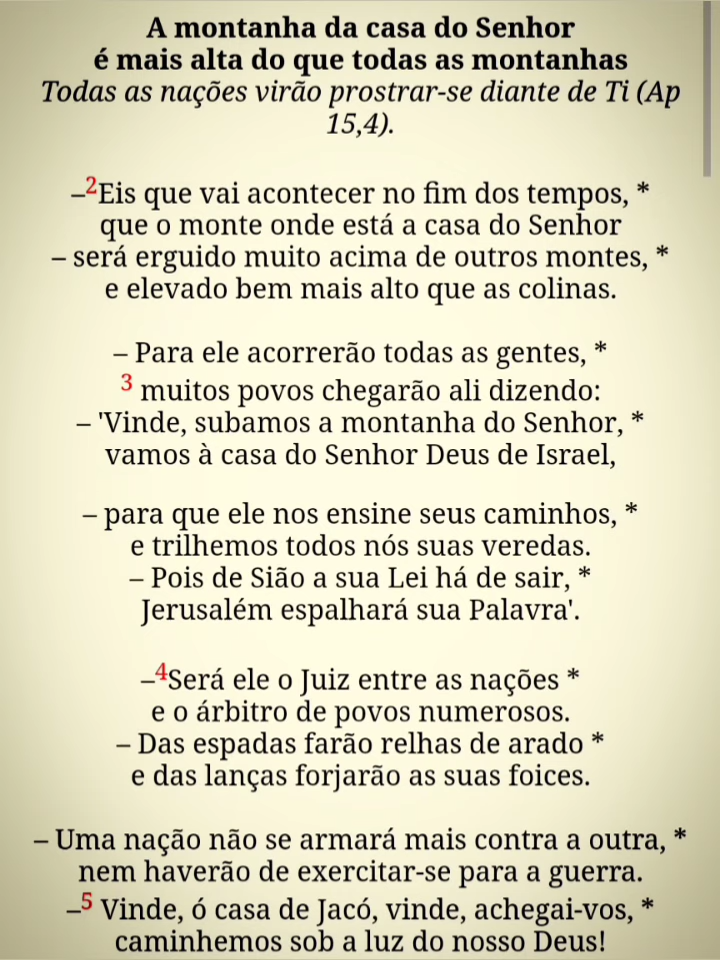 A montanha da casa do Senhor
é mais alta do que todas as montanhas
Todas as nações virão prostrar-se diante de Ti (Ap
15,4).
–2Eis que vai acontecer no fim dos tempos, *
que o monte onde está a casa do Senhor
– será erguido muito acima de outros montes, *
e elevado bem mais alto que as colinas.
– Para ele acorrerão todas as gentes, *
3 muitos povos chegarão ali dizendo:
– 'Vinde, subamos a montanha do Senhor, *
vamos à casa do Senhor Deus de Israel,
– para que ele nos ensine seus caminhos, *
e trilhemos todos nós suas veredas.
– Pois de Sião a sua Lei há de sair, *
Jerusalém espalhará sua Palavra'.
–4Será ele o Juiz entre as nações *
e o árbitro de povos numerosos.
– Das espadas farão relhas de arado *
e das lanças forjarão as suas foices.
– Uma nação não se armará mais contra a outra, *
nem haverão de exercitar-se para a guerra.
–5 Vinde, ó casa de Jacó, vinde, achegai-vos, *
caminhemos sob a luz do nosso Deus!